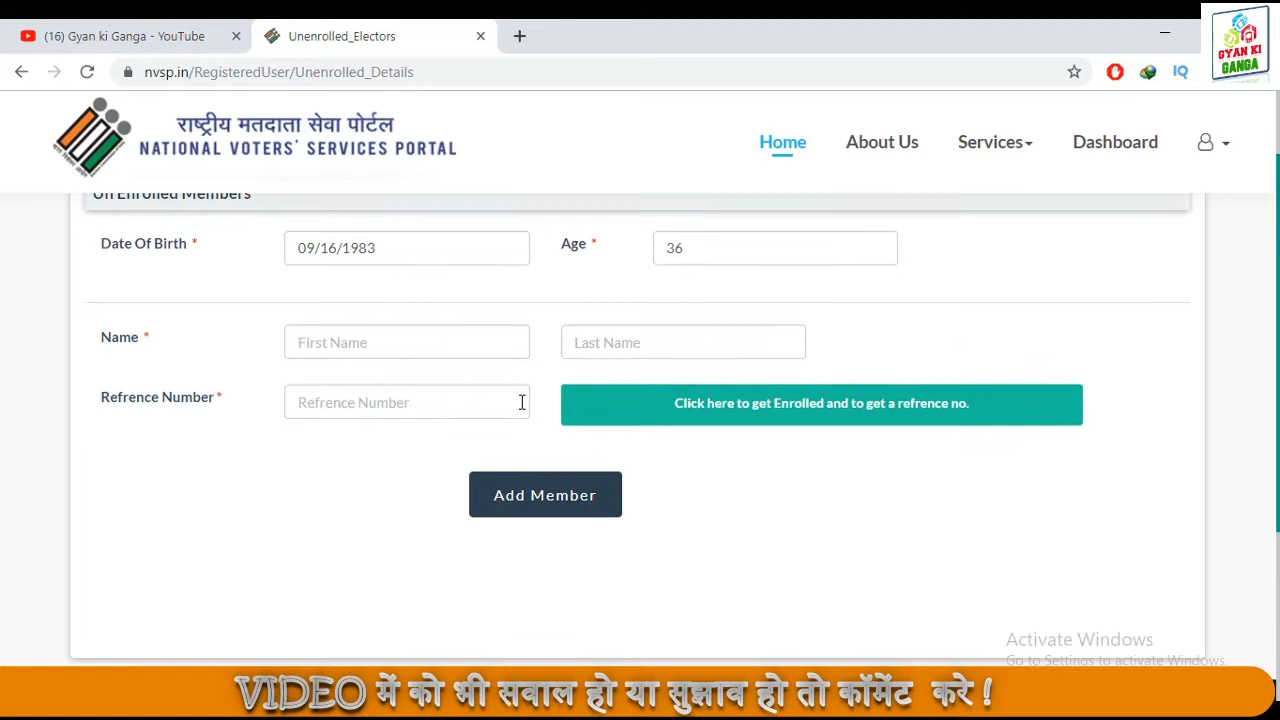 (16) Gyan ki Ganga - YouTube
Unenrolled_Electors
GYAN KI
GANGA
nvsp.in/RegisteredUser/Unenrolled_Details
IQ
राष्ट्रीय मतदाता सेवा पोर्टल
NATIONAL VOTERS' SERVICES PORTAL
Home
About Us
Services
Dashboard
Un Enrolled Members
Date Of Birth *
09/16/1983
Age *
36
Name *
First Name
Last Name
Refrence Number*
Refrence Number
Click here to get Enrolled and to get a refrence no.
Add Member
Activate Windows
Go to Settings to activate Windows.
VIDEO में को भी सवाल हो या सुझाव हो तो कॉमेंट करे !